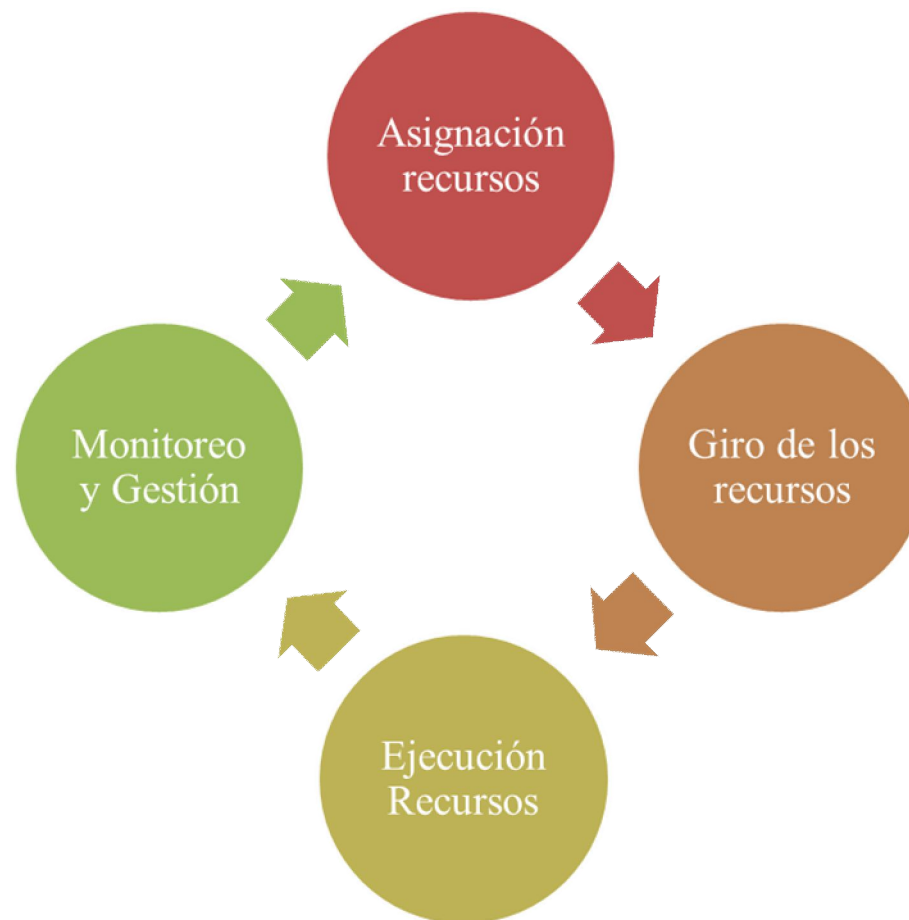 Asignación
recursos
Giro de los
recursos
Ejecución
Recursos
Monitoreo
y Gestión